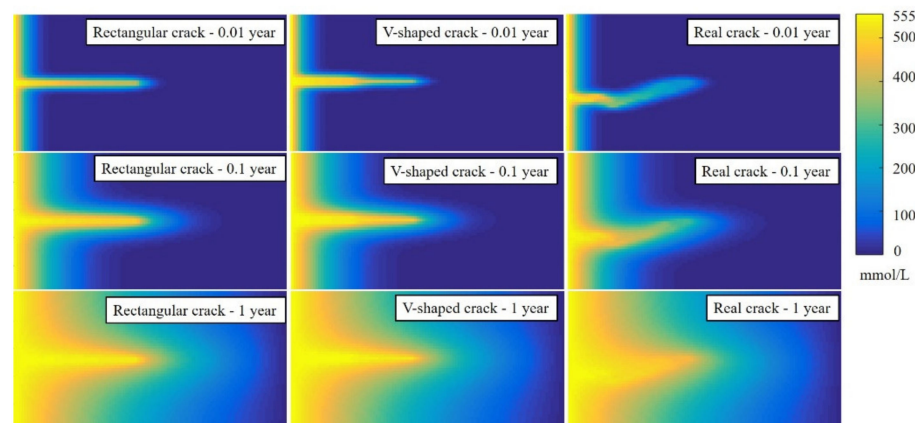 Rectangular crack - 0.01 year
V-shaped crack - 0.01 year
Real crack - 0.01 year
Rectangular crack - 0.1 year
V-shaped crack - 0.1 year
Real crack - 0.1 year
Rectangular crack - 1 year
V-shaped crack - 1 year
Real crack - 1 year
555
500
400
300
200
100
0
mmol/L